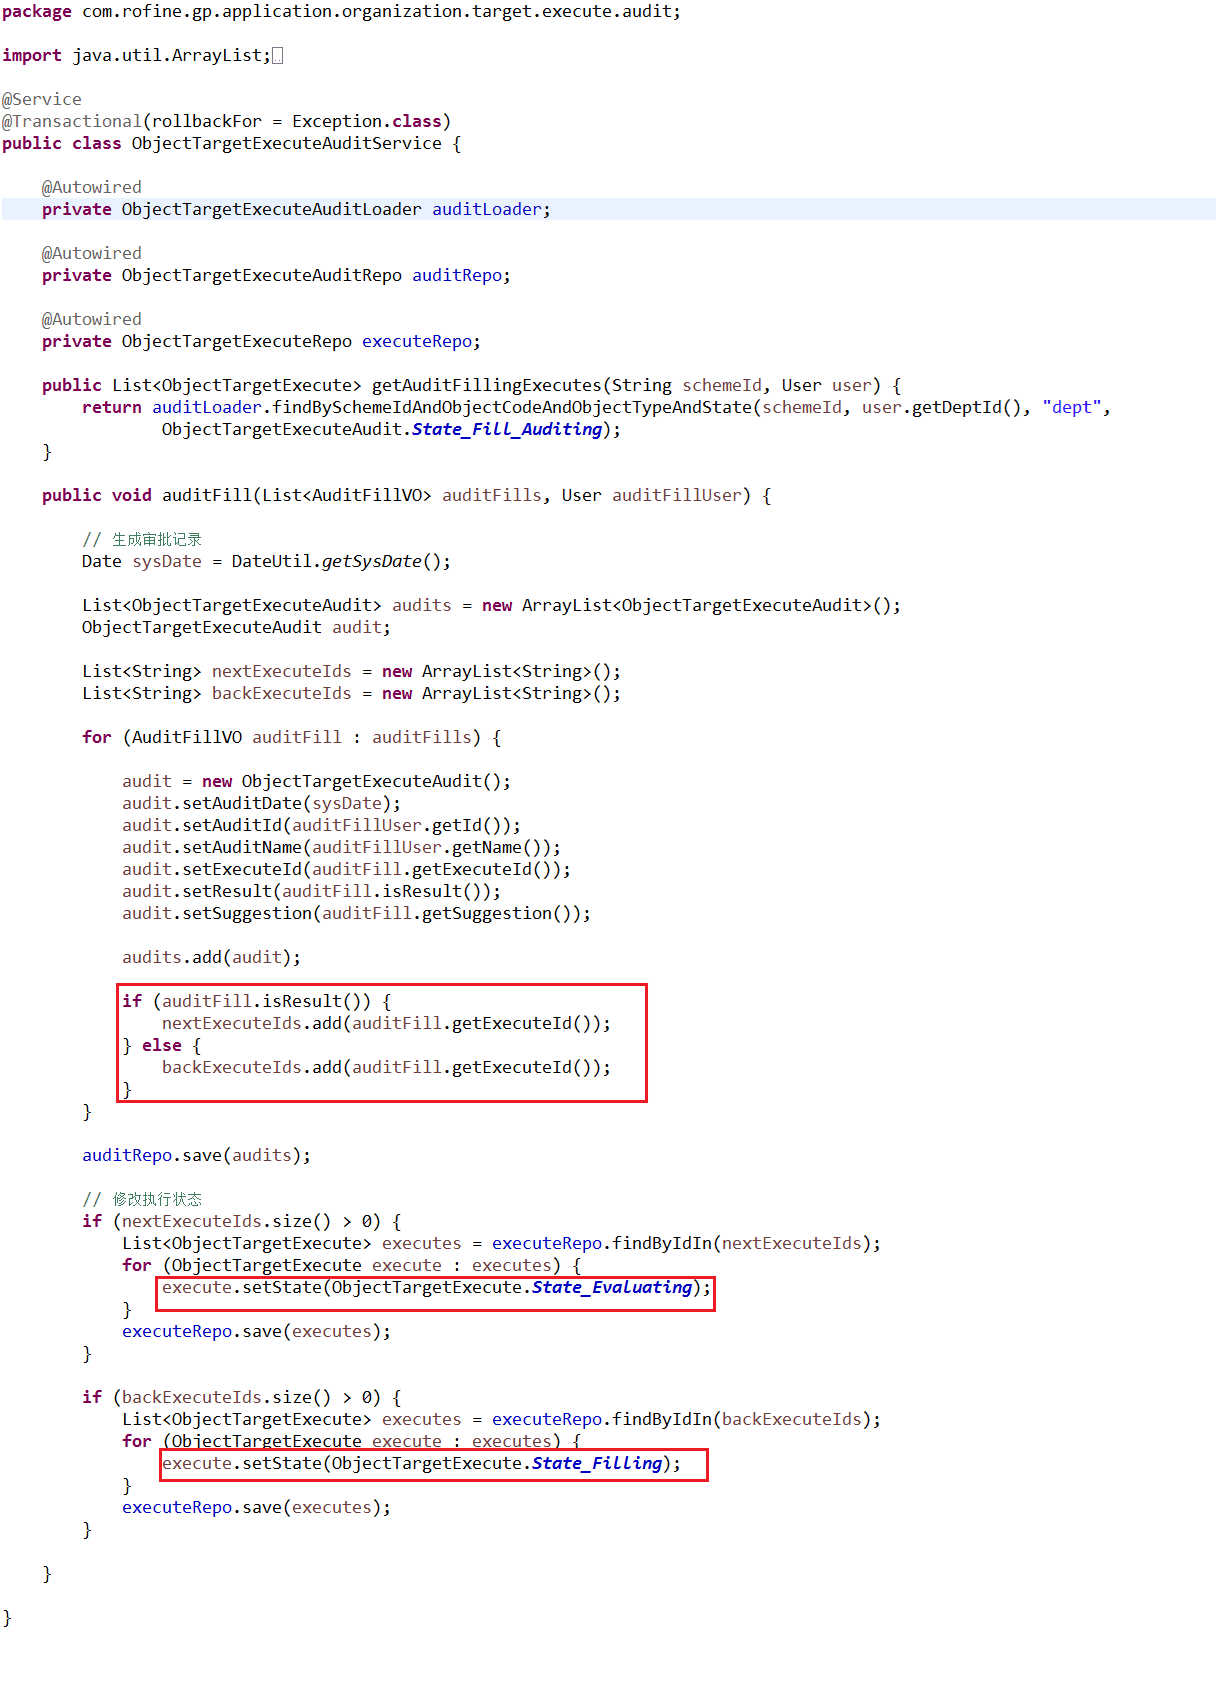 package com.rofine.gp.application.organization.target.execute.audit;
import java.util.ArrayList;
@Service
@Transactional(rollbackFor = Exception.class)
public class ObjectTargetExecuteAuditService {
@Autowired
private ObjectTargetExecuteAuditLoader auditLoader;
@Autowired
private ObjectTargetExecuteAuditRepo auditRepo;
@Autowired
private ObjectTargetExecuteRepo executeRepo;
public List<ObjectTargetExecute> getAuditFillingExecutes(String schemeId, User user) {
return auditLoader.findBySchemeIdAndObjectCodeAndObjectTypeAndState(schemeId, user.getDeptId(), "dept",
ObjectTargetExecuteAudit.State_Fill_Auditing);
}
public void auditFill(List<AuditFillVO> auditFills, User auditFillUser) {
// 生成审批记录
Date sysDate = DateUtil.getSysDate();
List<ObjectTargetExecuteAudit> audits = new ArrayList<ObjectTargetExecuteAudit>();
ObjectTargetExecuteAudit audit;
List<String> nextExecuteIds = new ArrayList<String>();
List<String> backExecuteIds = new ArrayList<String>();
for (AuditFillVO auditFill : auditFills) {
audit = new ObjectTargetExecuteAudit();
audit.setAuditDate(sysDate);
audit.setAuditId(auditFillUser.getId());
audit.setAuditName(auditFillUser.getName());
audit.setExecuteId(auditFill.getExecuteId());
audit.setResult(auditFill.isResult());
audit.setSuggestion(auditFill.getSuggestion());
audits.add(audit);
if (auditFill.isResult()) {
nextExecuteIds.add(auditFill.getExecuteId());
} else {
backExecuteIds.add(auditFill.getExecuteId());
}
}
auditRepo.save(audits);
// 修改执行状态
if (nextExecuteIds.size() > 0) {
List<ObjectTargetExecute> executes = executeRepo.findByIdIn(nextExecuteIds);
for (ObjectTargetExecute execute : executes) {
execute.setState(ObjectTargetExecute.State_Evaluating);
}
executeRepo.save(executes);
}
if (backExecuteIds.size() > 0) {
List<ObjectTargetExecute> executes = executeRepo.findByIdIn(backExecuteIds);
for (ObjectTargetExecute execute : executes) {
execute.setState(ObjectTargetExecute.State_Filling);
}
executeRepo.save(executes);
}
}
}